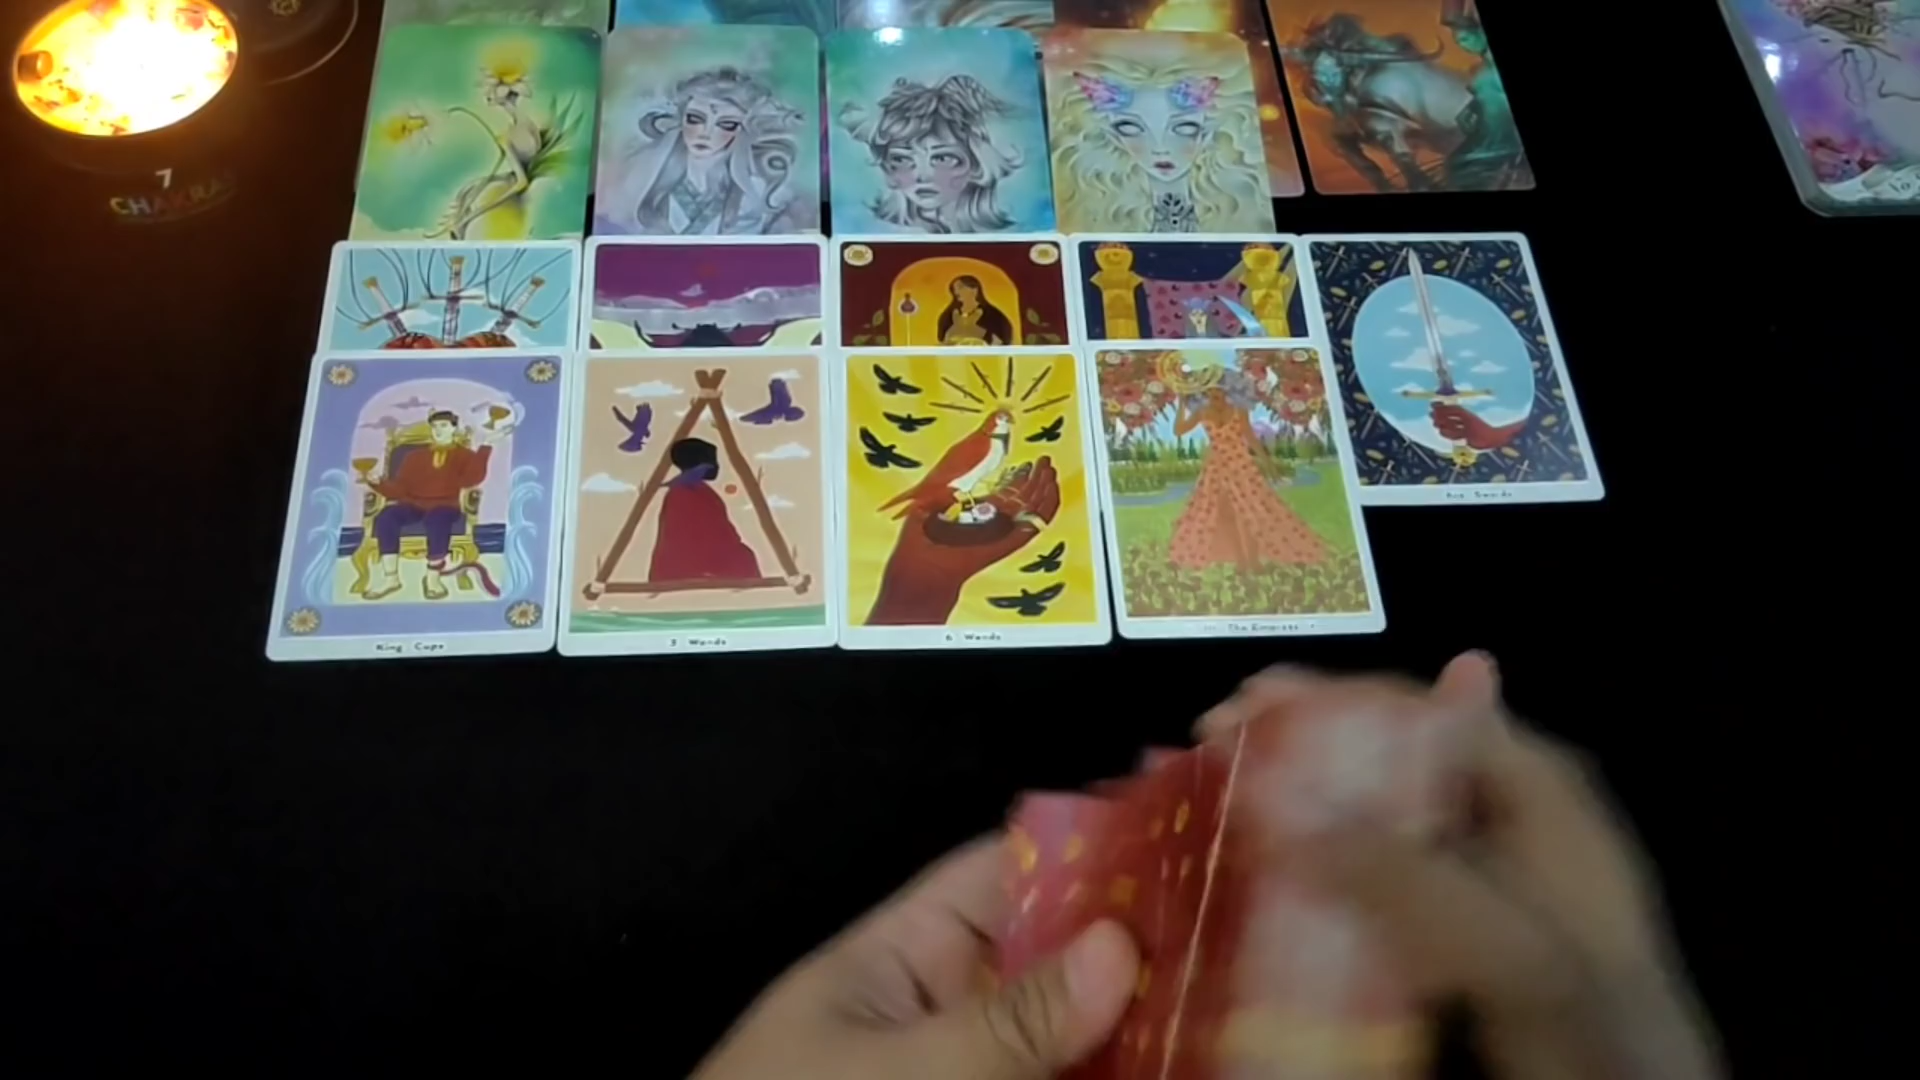 7
CHAKRA
Ace Swords
King Cups
3 Wands
6 Wands
The Empress